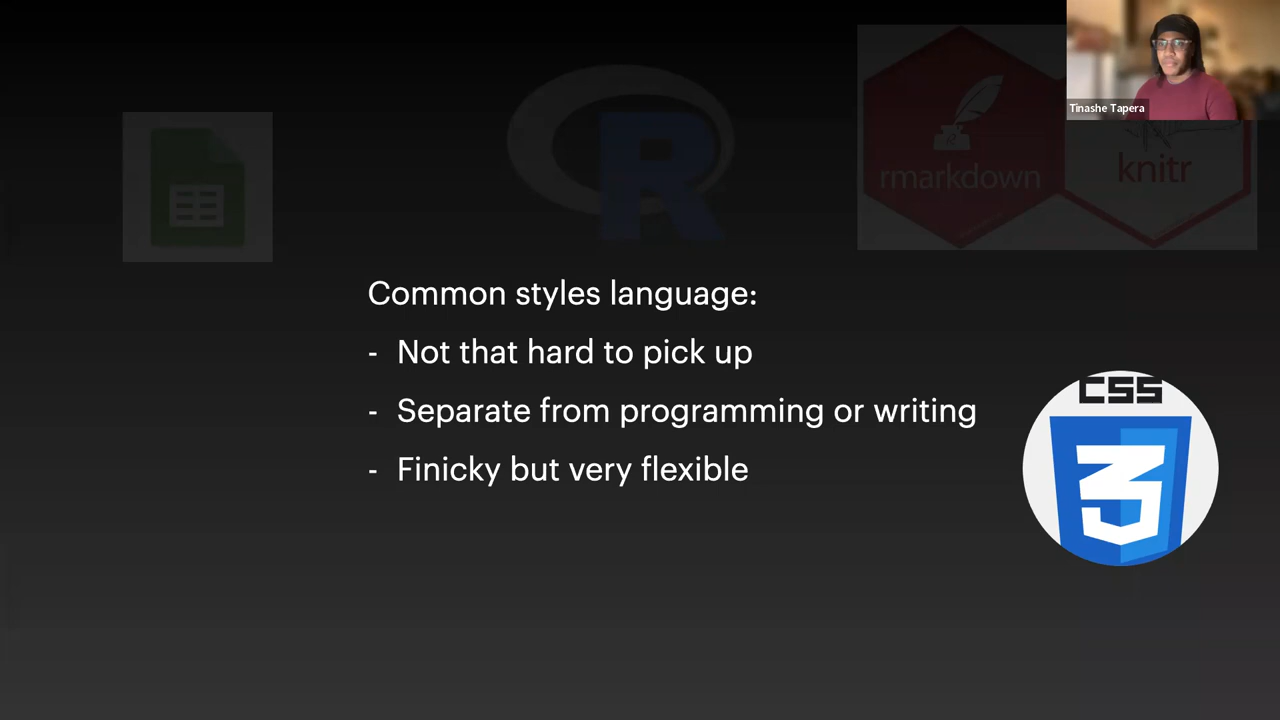 R
rmarkdown
knitr
Tinashe Tapera
Common styles language:
- Not that hard to pick up
- Separate from programming or writing
- Finicky but very flexible
CSS
3